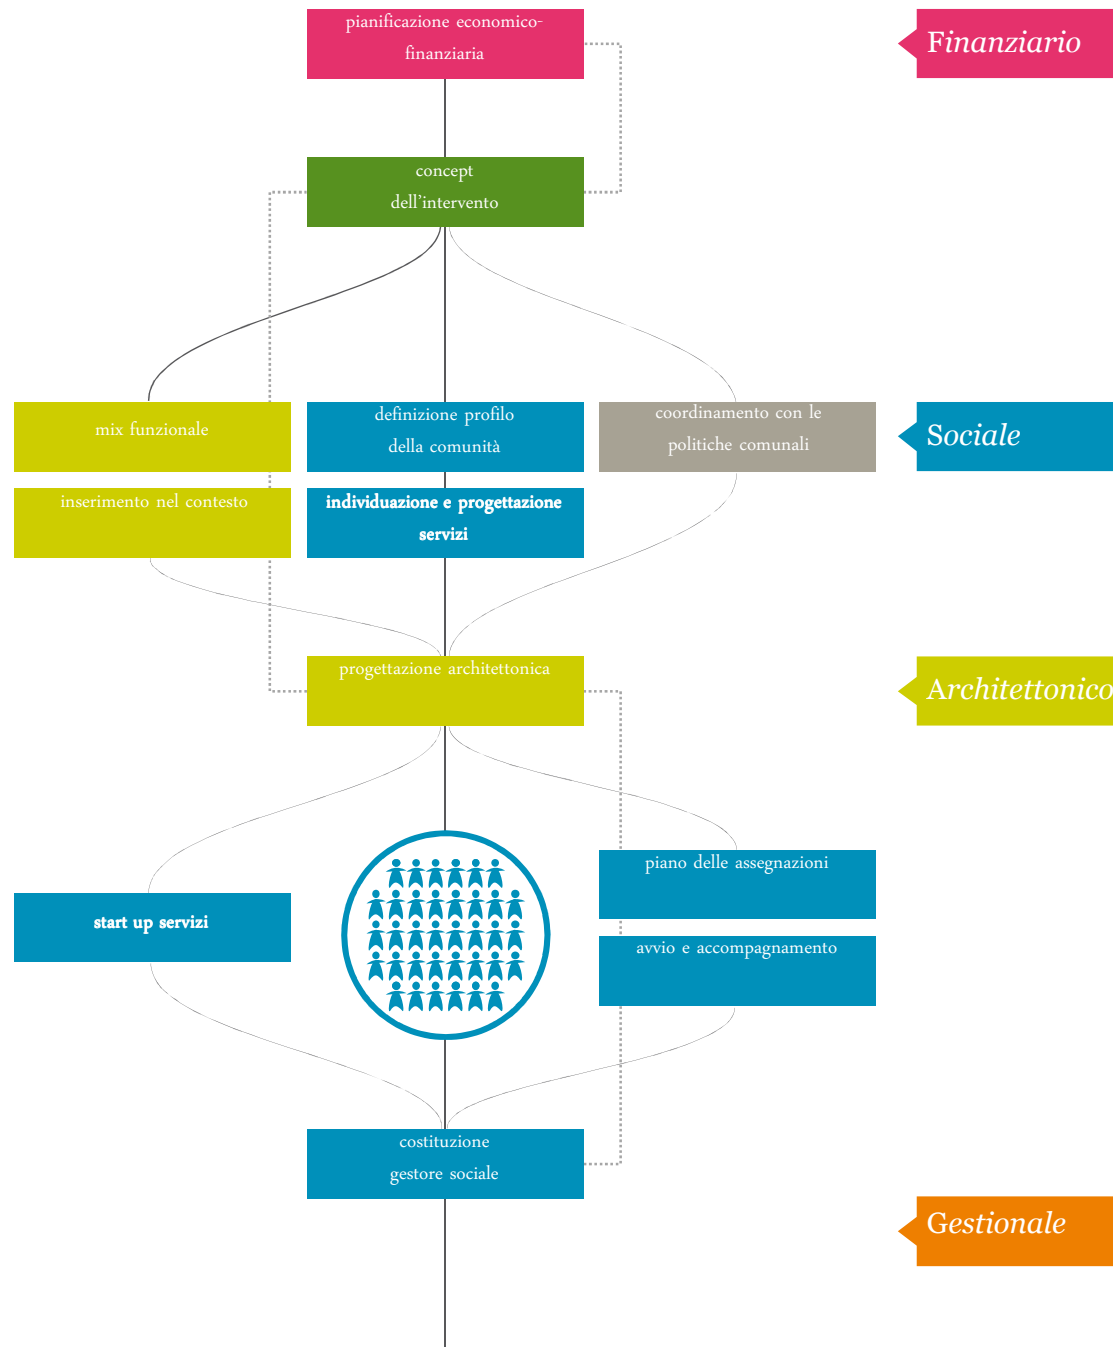 pianificazione economico-
finanziaria
Finanziario
concept
dell'intervento
mix funzionale
definizione profilo
della comunità
coordinamento con le
politiche comunali
Sociale
inserimento nel contesto
individuazione e progettazione
servizi
progettazione architettonica
Architettonico
piano delle assegnazioni
start up servizi
avvio e accompagnamento
costituzione
gestore sociale
Gestionale